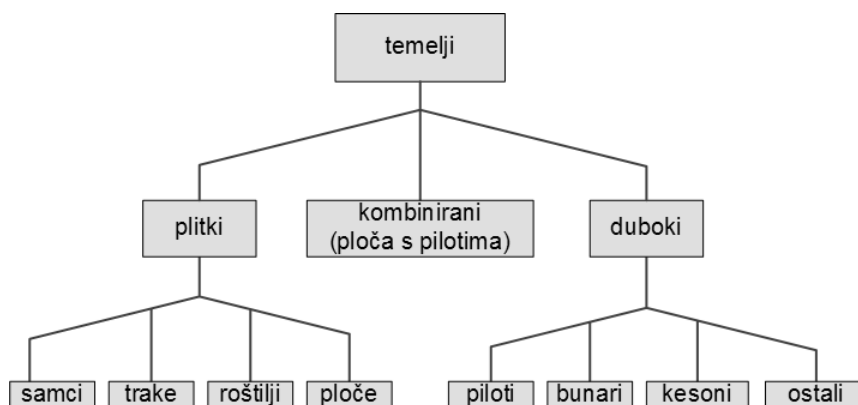 temelji
plitki
kombinirani
(ploča s pilotima)
duboki
samci
trake
roštilji
ploče
piloti
bunari
kesoni
ostali